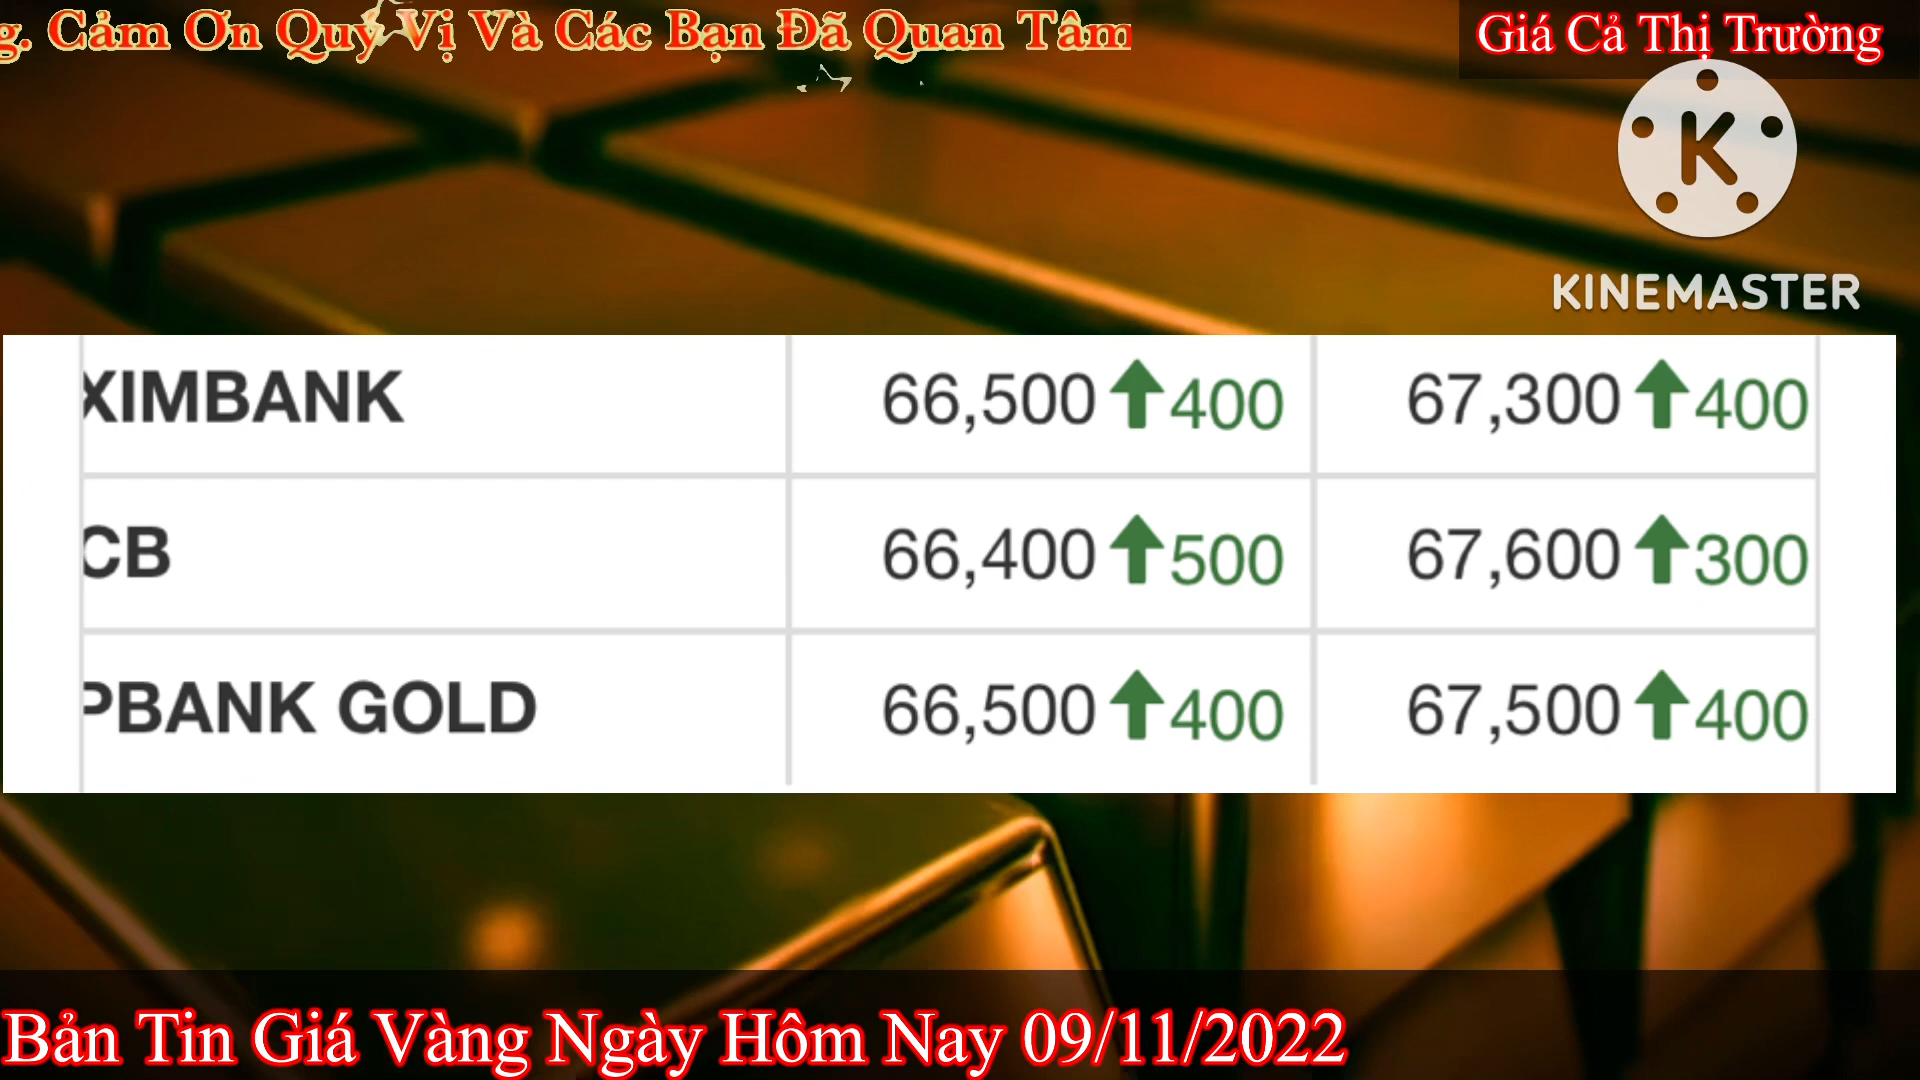 g. Cảm Ơn Quý Vị Và Các Bạn Đã Quan Tâm
Giá Cả Thị Trường
KINEMASTER
XIMBANK 66,500 400 67,300 400
CB 66,400 500 67,600 300
PBANK GOLD 66,500 400 67,500 400
Bản Tin Giá Vàng Ngày Hôm Nay 09/11/2022